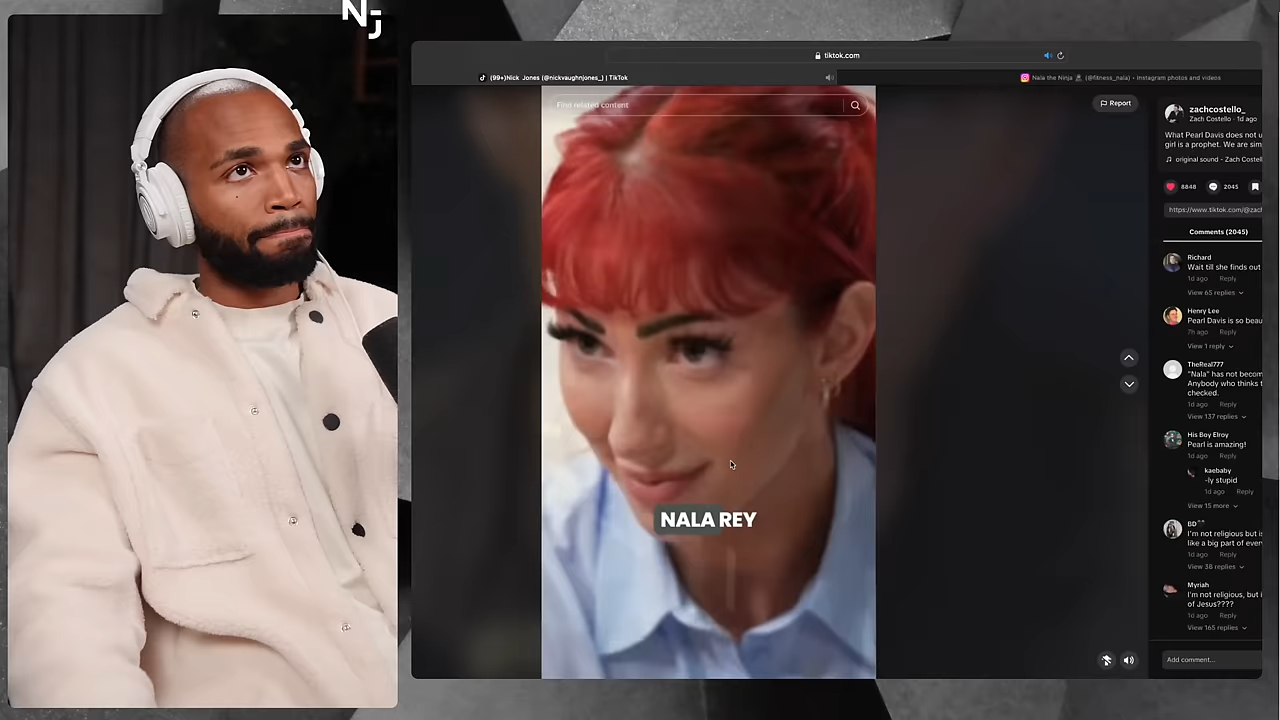 NJ
tiktok.com
(99+)Nick Jones (@nickvaughnjones_) | TikTok
Nala the Ninja 🥷 (@fitness_nala) • Instagram photos and videos
Find related content
Report
zachcostello_
Zach Costello · 1d ago
What Pearl Davis does not u
girl is a prophet. We are sim
original sound - Zach Costel
8848
2045
https://www.tiktok.com/@zach
Comments (2045)
Richard
Wait till she finds out
1d ago Reply
View 65 replies
Henry Lee
Pearl Davis is so beau
7h ago Reply
View 1 reply
TheReal777
"Nala" has not becom
Anybody who thinks t
checked.
1d ago Reply
View 137 replies
His Boy Elroy
Pearl is amazing!
1d ago Reply
kaebaby
-ly stupid
1d ago Reply
View 15 more
BD^^
I'm not religious but is
like a big part of ever
1d ago Reply
View 38 replies
Myriah
I'm not religious, but i
of Jesus????
1d ago Reply
View 165 replies
Add comment...
NALA REY